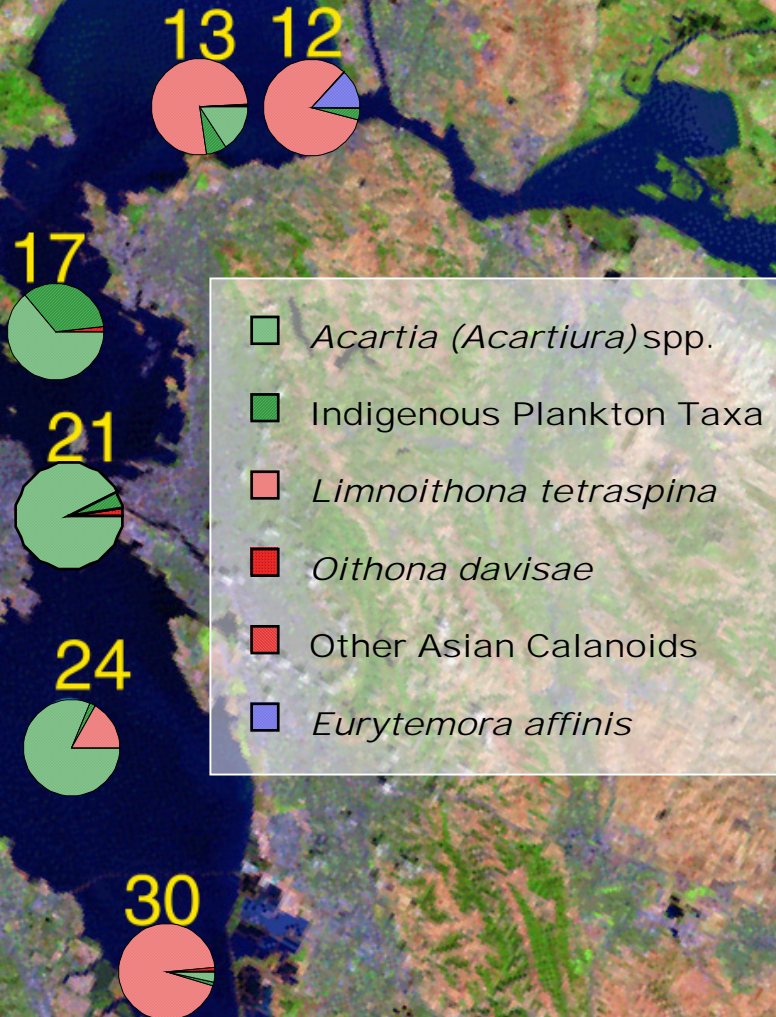 13 12
17
Acartia (Acartiura) spp.
Indigenous Plankton Taxa
21
Limnoithona tetraspina
Oithona davisae
Other Asian Calanoids
24
Eurytemora affinis
30